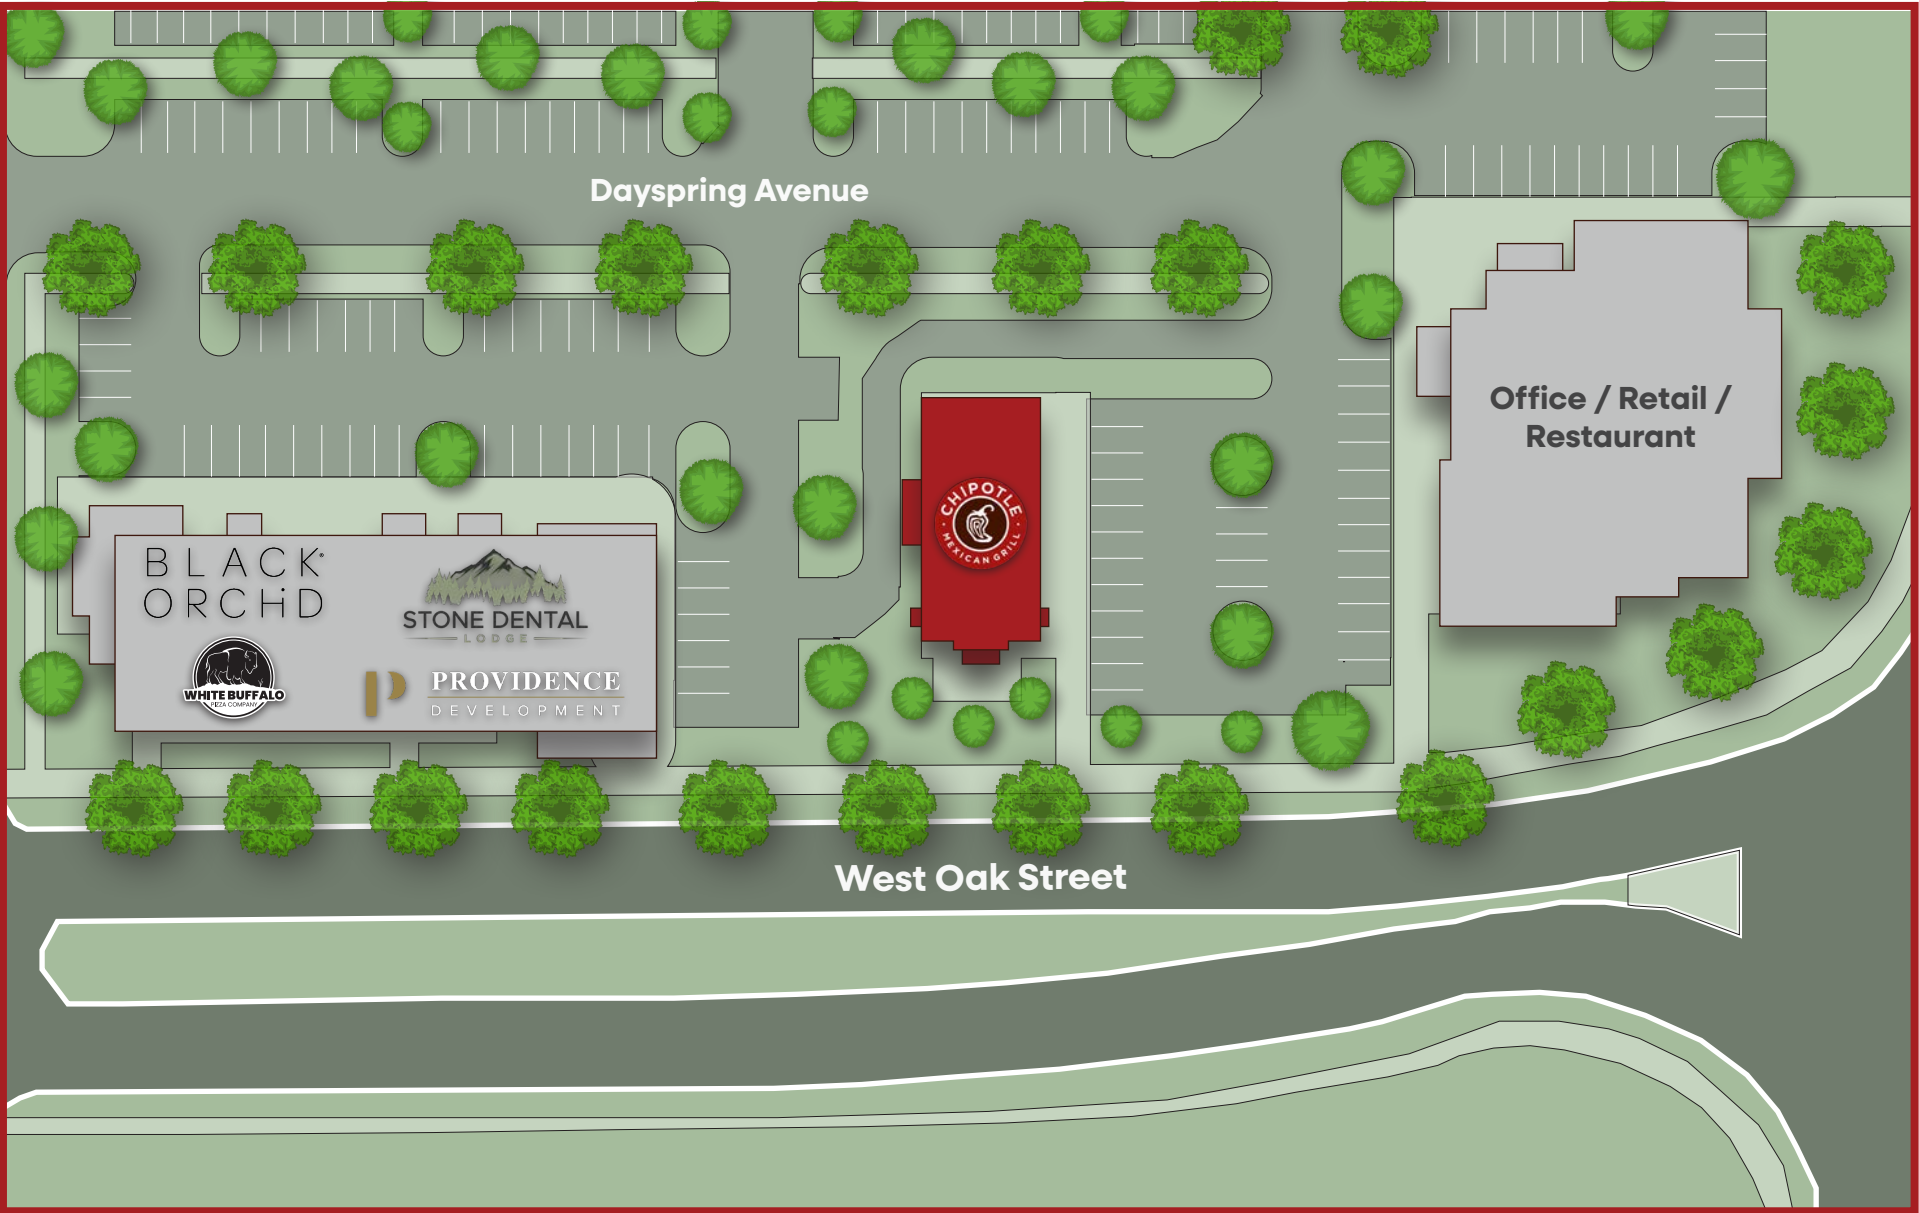 Dayspring Avenue
Office / Retail /
Restaurant
CHIPOTLE
MEXICAN GRILL
BLACK
ORCHiD
STONE DENTAL
LODGE
WHITE BUFFALO
PIZZA COMPANY
P
PROVIDENCE
DEVELOPMENT
West Oak Street